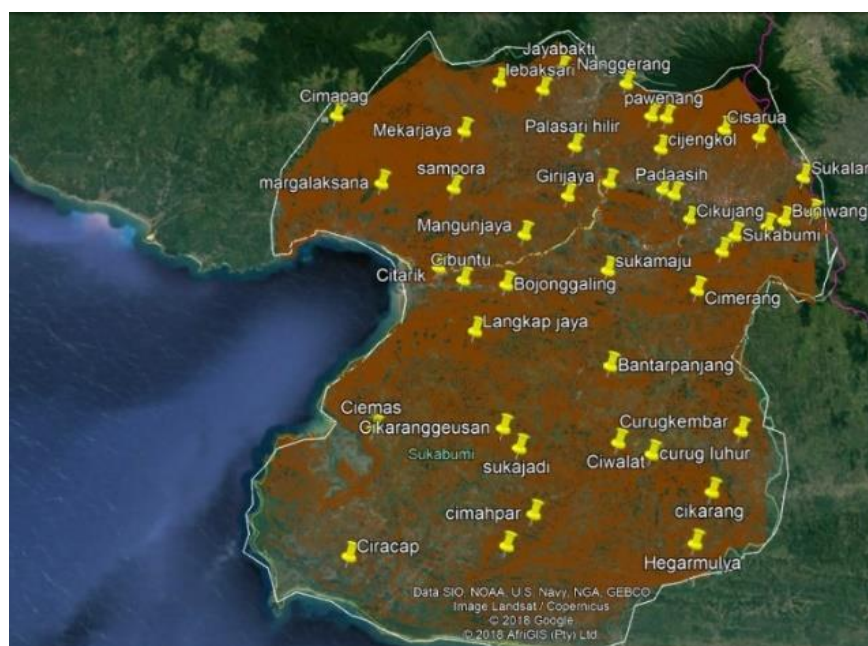 Jayabakti
Nanggerang
lebaksari
Cimapag
pawenang
Mekarjaya
Palasari hilir
Cisarua
cijengkol
margalaksana
sampora
Girijaya
Padaasih
Sukalar
Mangunjaya
Cikujang
Buniwang
Sukabumi
Citarik
Cibuntu
Bojonggaling
sukamaju
Cimerang
Langkap jaya
Bantarpanjang
Ciemas
Cikaranggeusan
Curugkembar
Sukabumi
sukajadi
Ciwalat
curug luhur
cimahpar
cikarang
Ciracap
Hegarmulya
Data SIO, NOAA, U.S. Navy, NGA, GEBCO
Image Landsat / Copernicus
© 2018 Google
© 2018 AfriGIS (Pty) Ltd